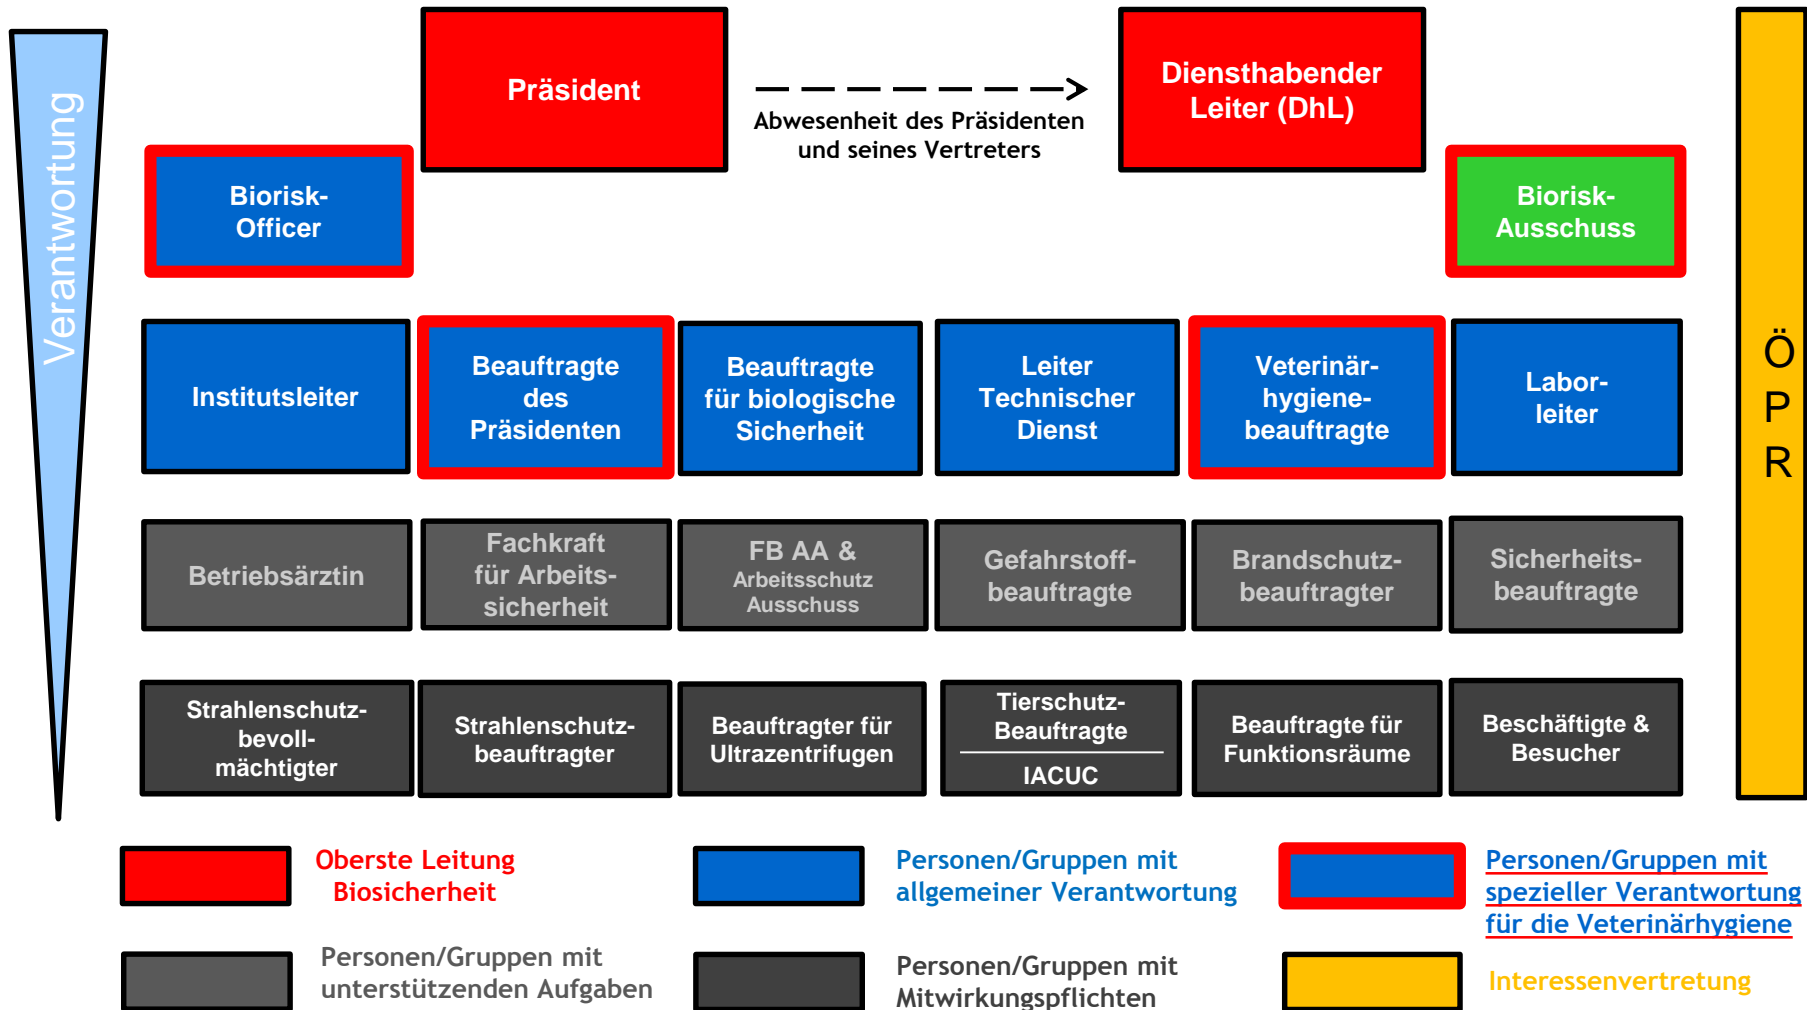 Verantwortung
Präsident
Abwesenheit des Präsidenten
und seines Vertreters
Diensthabender
Leiter (DhL)
Biorisk-
Officer
Biorisk-
Ausschuss
Institutsleiter
Beauftragte
des
Präsidenten
Beauftragte
für biologische
Sicherheit
Leiter
Technischer
Dienst
Veterinär-
hygiene-
beauftragte
Labor-
leiter
Betriebsärztin
Fachkraft
für Arbeits-
sicherheit
FB AA &
Arbeitsschutz
Ausschuss
Gefahrstoff-
beauftragte
Brandschutz-
beauftragter
Sicherheits-
beauftragte
Strahlenschutz-
bevoll-
mächtigter
Strahlenschutz-
beauftragter
Beauftragter für
Ultrazentrifugen
Tierschutz-
Beauftragte
IACUC
Beauftragte für
Funktionsräume
Beschäftigte &
Besucher
Ö
P
R
Oberste Leitung
Biosicherheit
Personen/Gruppen mit
allgemeiner Verantwortung
Personen/Gruppen mit
spezieller Verantwortung
für die Veterinärhygiene
Personen/Gruppen mit
unterstützenden Aufgaben
Personen/Gruppen mit
Mitwirkungspflichten
Interessenvertretung